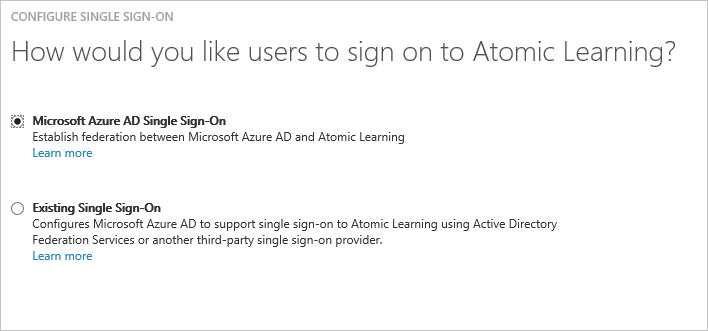 CONFIGURE SINGLE SIGN-ON
How would you like users to sign on to Atomic Learning?
Microsoft Azure AD Single Sign-On
Establish federation between Microsoft Azure AD and Atomic Learning
Learn more
Existing Single Sign-On
Configures Microsoft Azure AD to support single sign-on to Atomic Learning using Active Directory
Federation Services or another third-party single sign-on provider.
Learn more